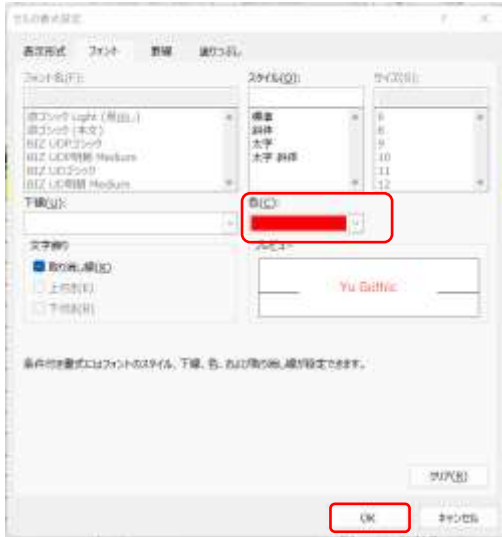 セルの書式設定
表示形式 フォント 罫線 塗りつぶし
フォント名(F): スタイル(O): サイズ(S):
游ゴシック Light (見出し)
游ゴシック (本文)
BIZ UDPゴシック
BIZ UDP明朝 Medium
BIZ UDゴシック
BIZ UD明朝 Medium
標準
斜体
太字
太字 斜体
6
8
9
10
11
12
下線(U): 色(C):
文字飾り プレビュー
取り消し線(K)
上付き(E)
下付き(B)
Yu Gothic
条件付き書式にはフォントのスタイル、下線、色、および取り消し線が設定できます。
クリア(R)
OK キャンセル